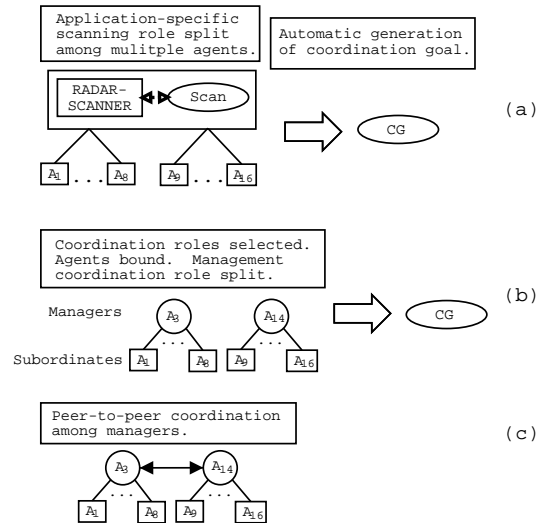 Application-specific
scanning role split
among mulitple agents.
Automatic generation
of coordination goal.
RADAR-
SCANNER
Scan
CG
(a)
A1 ... A8 A9 ... A16
Coordination roles selected.
Agents bound. Management
coordination role split.
Managers
A3 A14
CG
(b)
... ...
Subordinates
A1 A8 A9 A16
Peer-to-peer coordination
among managers.
(c)
A3 A14
... ...
A1 A8 A9 A16